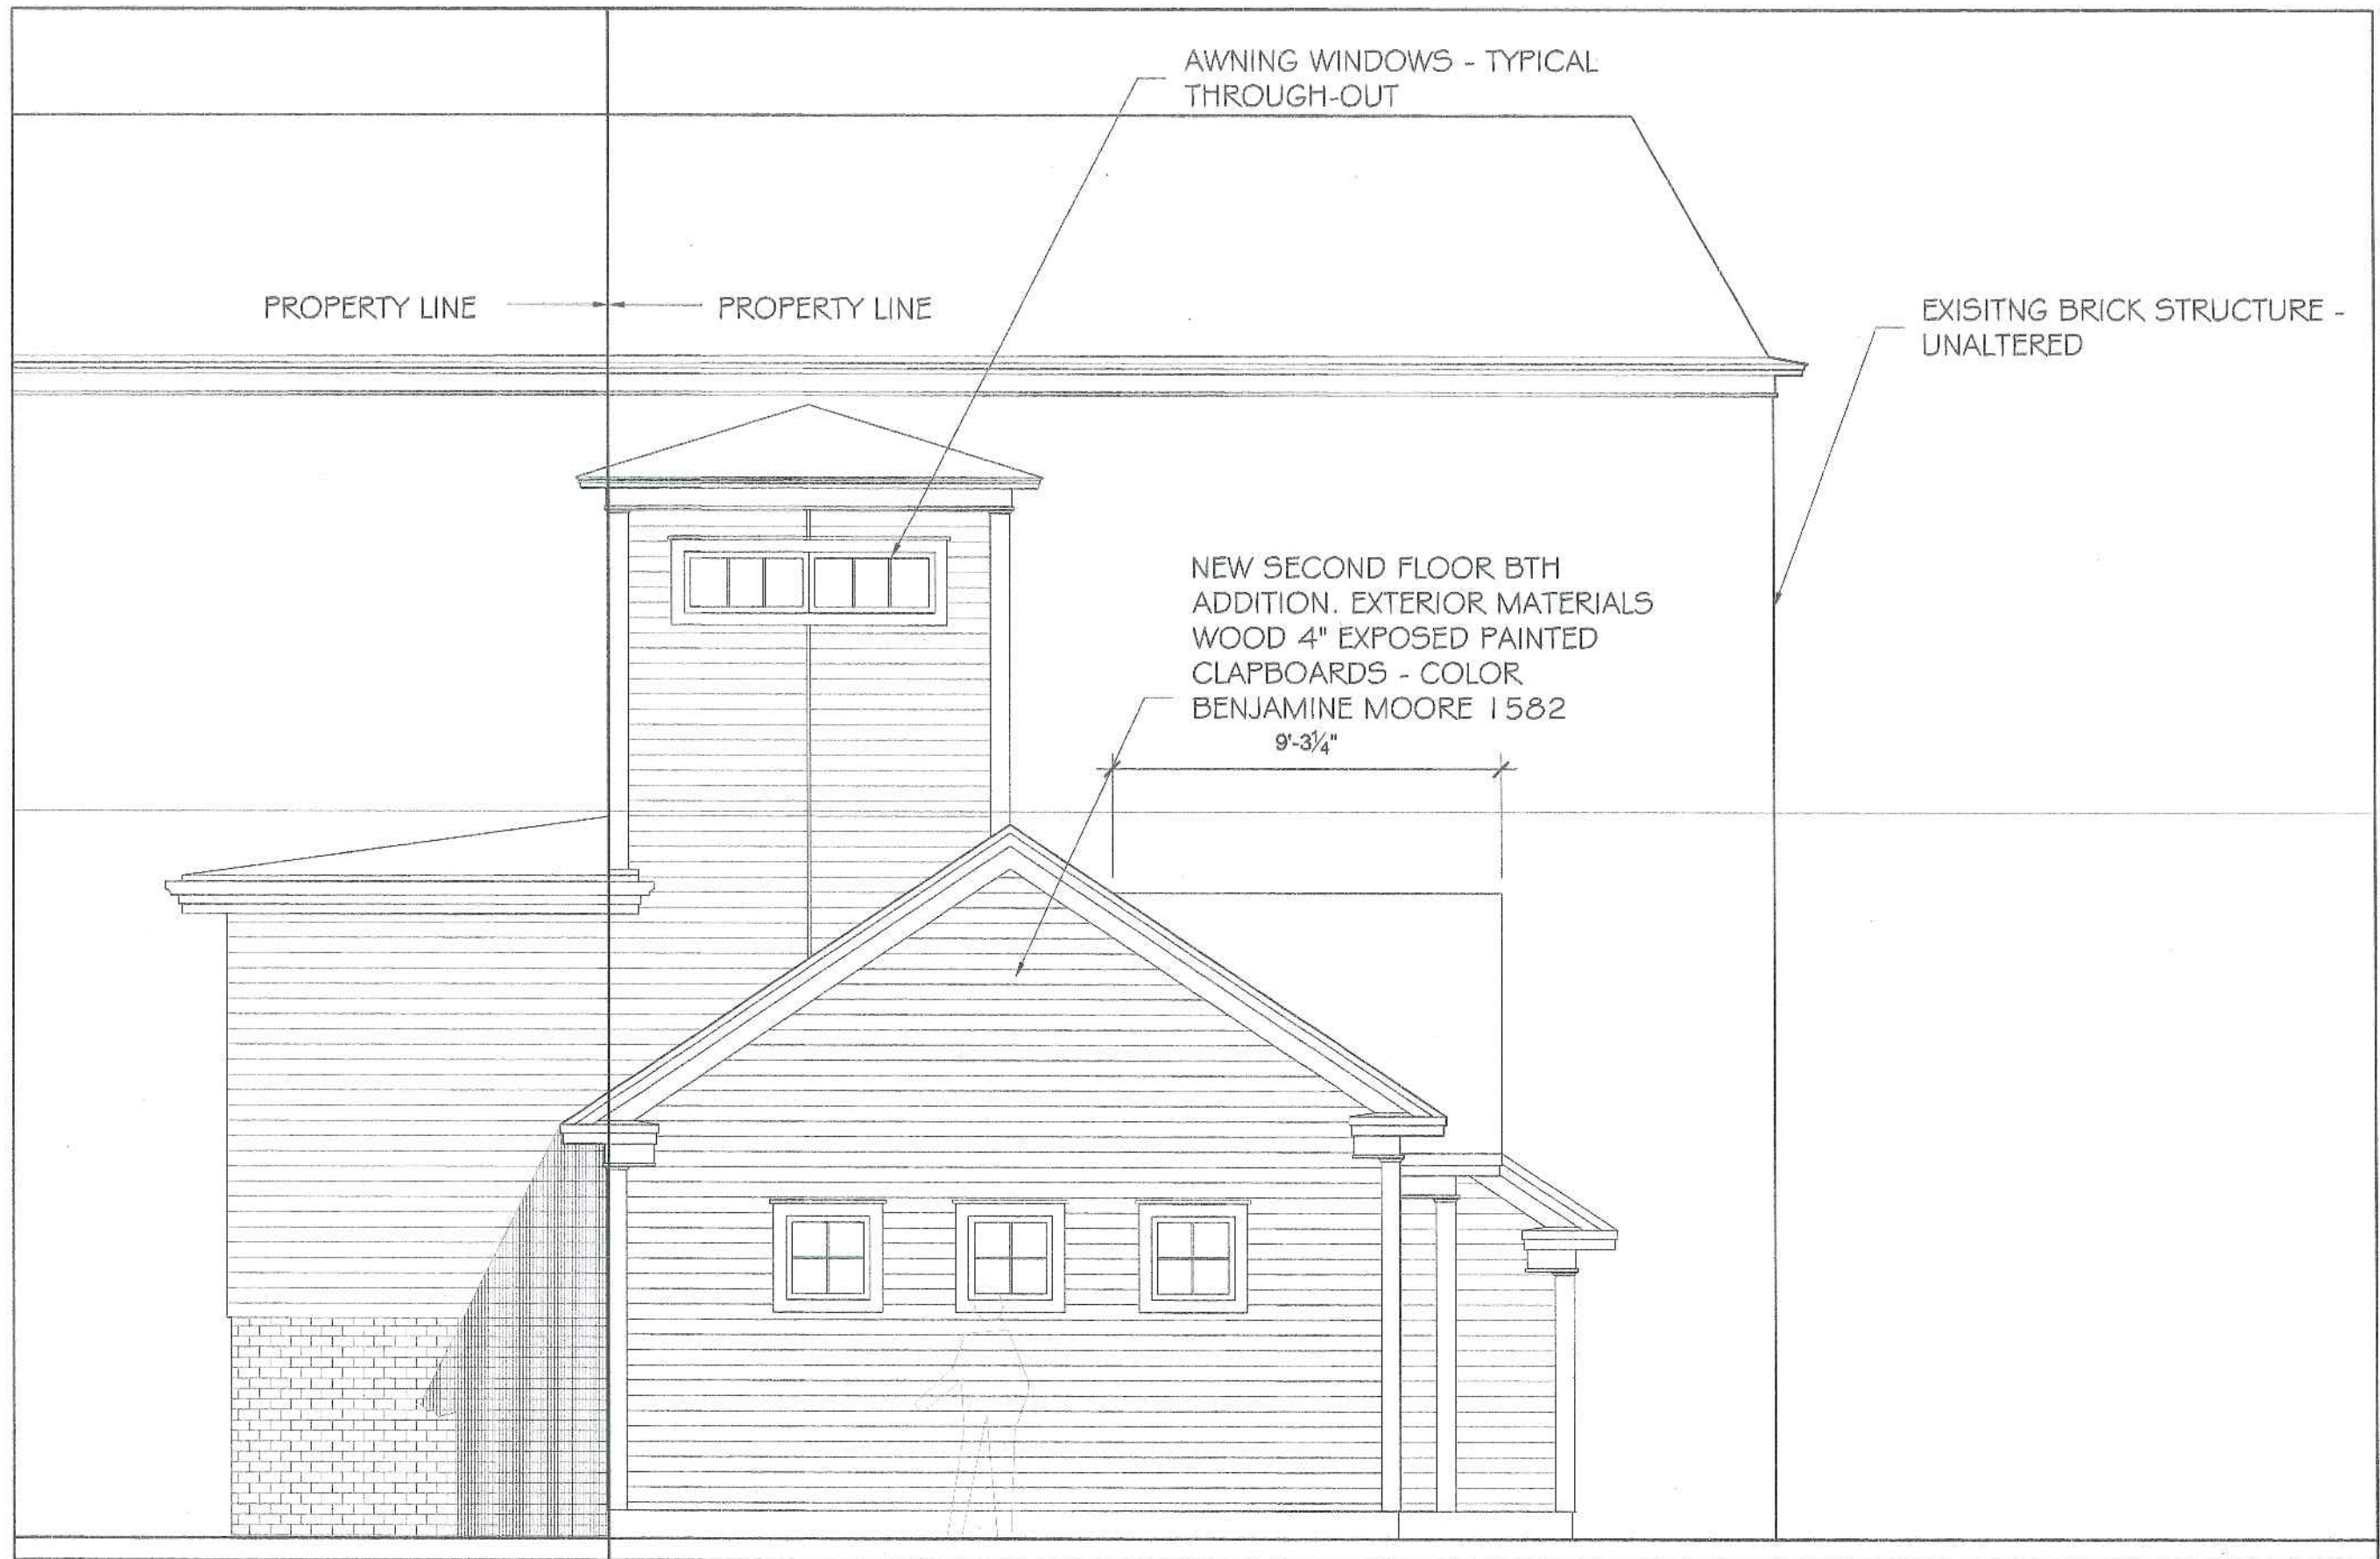 AWNING WINDOWS - TYPICAL
THROUGH-OUT
PROPERTY LINE
PROPERTY LINE
EXISITNG BRICK STRUCTURE -
UNALTERED
NEW SECOND FLOOR BTH
ADDITION. EXTERIOR MATERIALS
WOOD 4" EXPOSED PAINTED
CLAPBOARDS - COLOR
BENJAMINE MOORE 1582
9'-3¼"